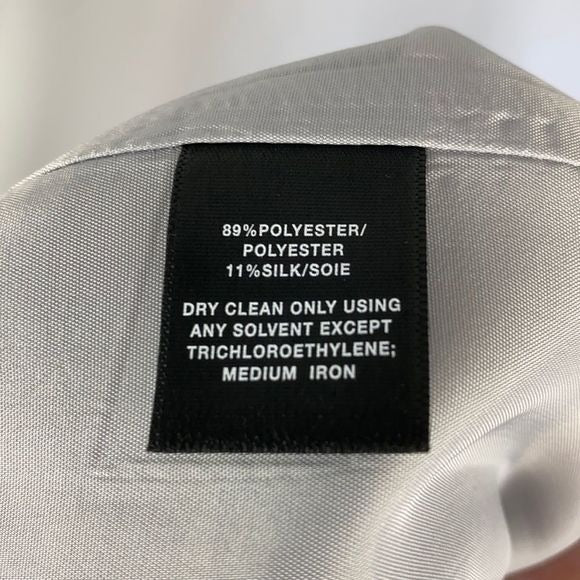 89%POLYESTER/
POLYESTER
11%SILK/SOIE
DRY CLEAN ONLY USING
ANY SOLVENT EXCEPT
TRICHLOROETHYLENE;
MEDIUM IRON